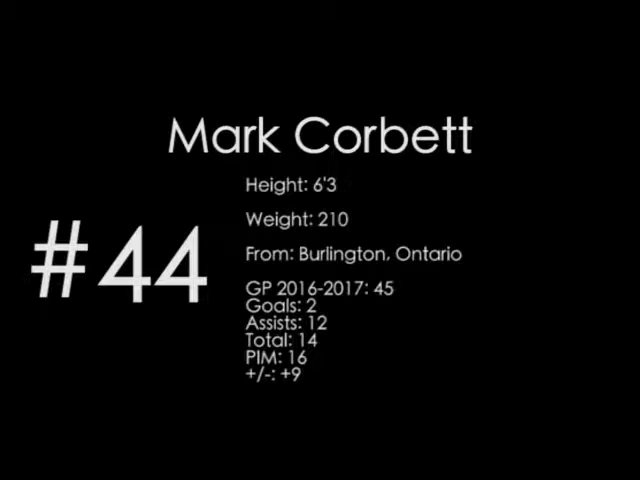 Mark Corbett
#44
Height: 6'3
Weight: 210
From: Burlington, Ontario
GP 2016-2017: 45
Goals: 2
Assists: 12
Total: 14
PIM: 16
+/-: +9